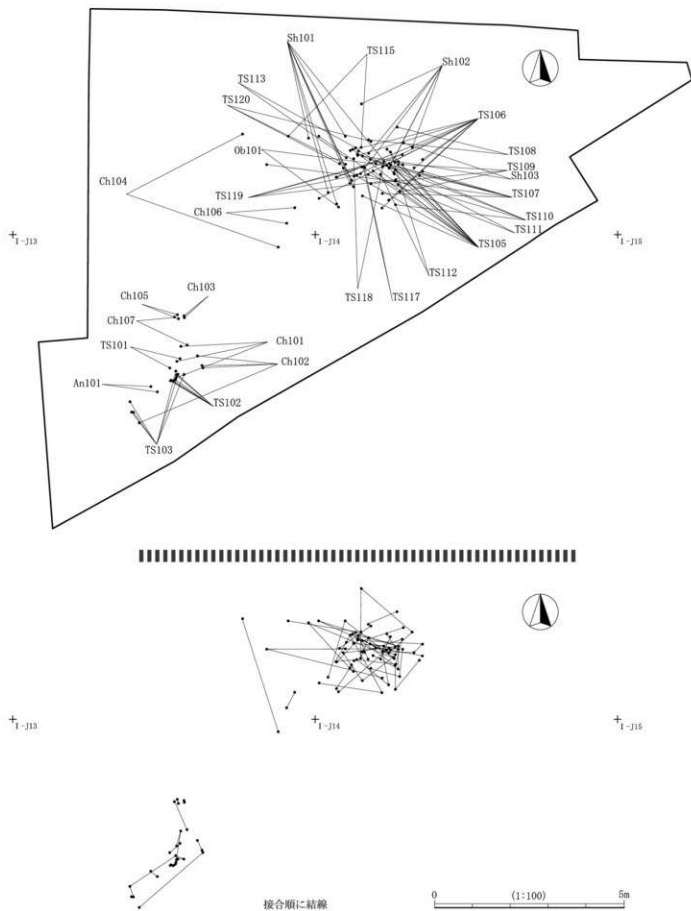 Sh101
TS115
Sh102
TS113
TS120
TS106
Ob101
TS108
TS109
Sh103
Ch104
TS119
TS107
Ch106
TS110
TS111
I-J13
I-J14
I-J15
TS105
TS112
TS118
TS117
Ch105
Ch103
Ch107
TS101
Ch101
Ch102
An101
TS102
TS103
I-J13
I-J14
I-J15
接合順に結線
0
(1:100)
5m